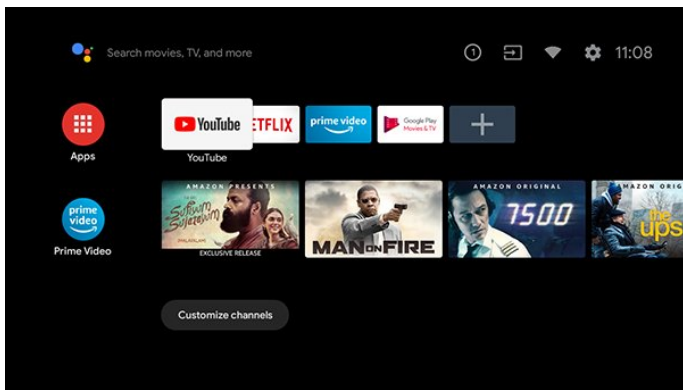 Search movies, TV, and more
1
11:08
Apps
YouTube
ETFLIX
prime video
Google Play
Movies & TV
YouTube
prime
video
Prime Video
AMAZON PRESENTS
Sufiyum
Sujatayum
EXCLUSIVE RELEASE
MAN ON FIRE
AMAZON ORIGINAL
7500
AMAZON ORIG
the
ups
Customize channels